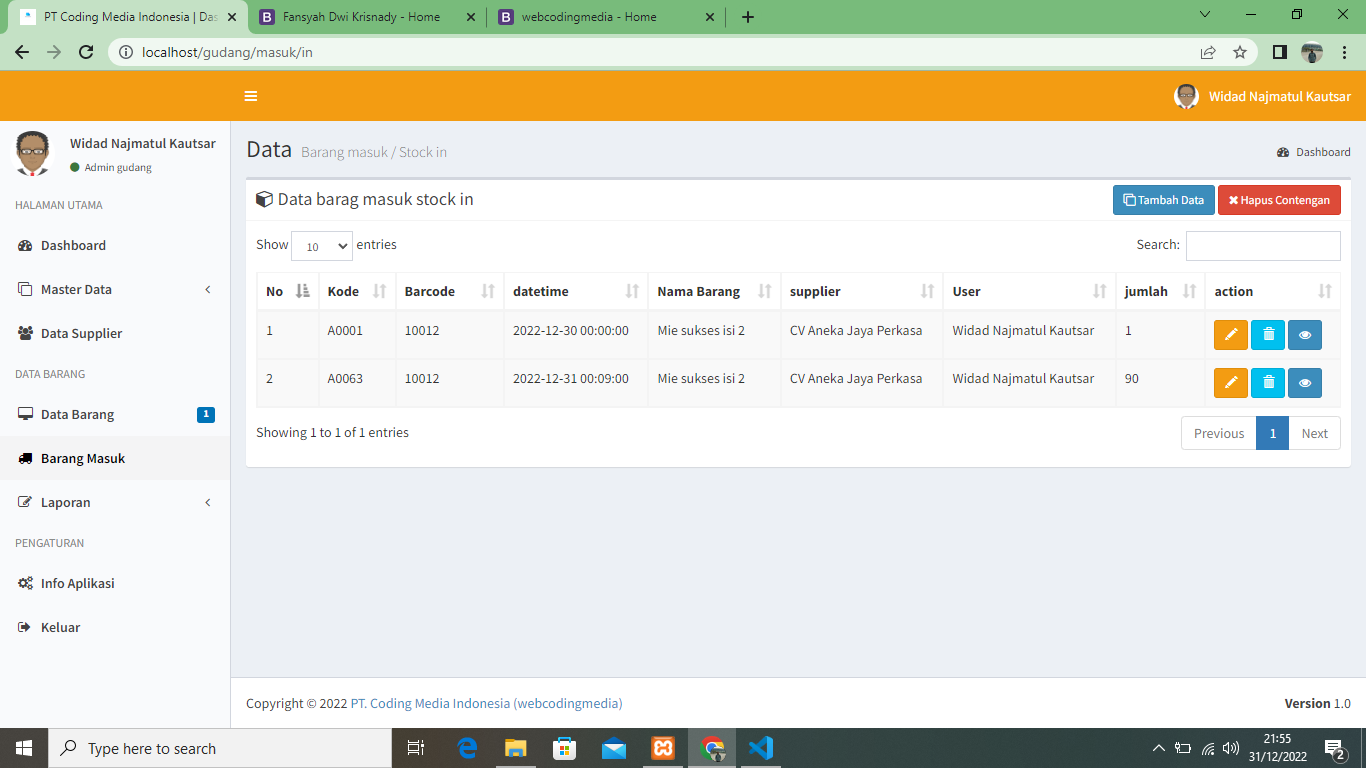 PT Coding Media Indonesia | Das
Fansyah Dwi Krisnady - Home
webcodingmedia - Home
localhost/gudang/masuk/in
Widad Najmatul Kautsar
Widad Najmatul Kautsar
Admin gudang
HALAMAN UTAMA
Dashboard
Master Data
Data Supplier
DATA BARANG
Data Barang 1
Barang Masuk
Laporan
PENGATURAN
Info Aplikasi
Keluar
Data Barang masuk / Stock in
Dashboard
Data barag masuk stock in
Tambah Data Hapus Contengan
Show 10 entries
Search:
No Kode Barcode datetime Nama Barang supplier User jumlah action
1 A0001 10012 2022-12-30 00:00:00 Mie sukses isi 2 CV Aneka Jaya Perkasa Widad Najmatul Kautsar 1
2 A0063 10012 2022-12-31 00:09:00 Mie sukses isi 2 CV Aneka Jaya Perkasa Widad Najmatul Kautsar 90
Showing 1 to 1 of 1 entries
Previous 1 Next
Copyright © 2022 PT. Coding Media Indonesia (webcodingmedia)
Version 1.0
Type here to search
21:55
31/12/2022
2